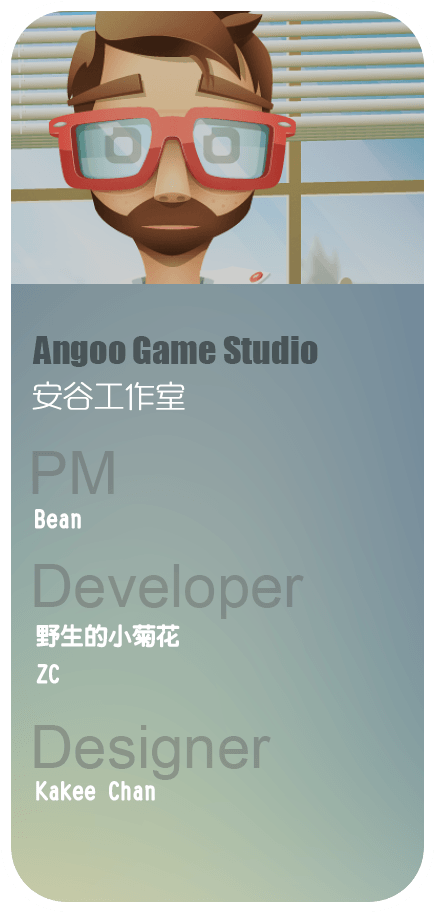 Angoo Game Studio
安谷工作室
PM
Bean
Developer
野生的小菊花
ZC
Designer
Kakee Chan